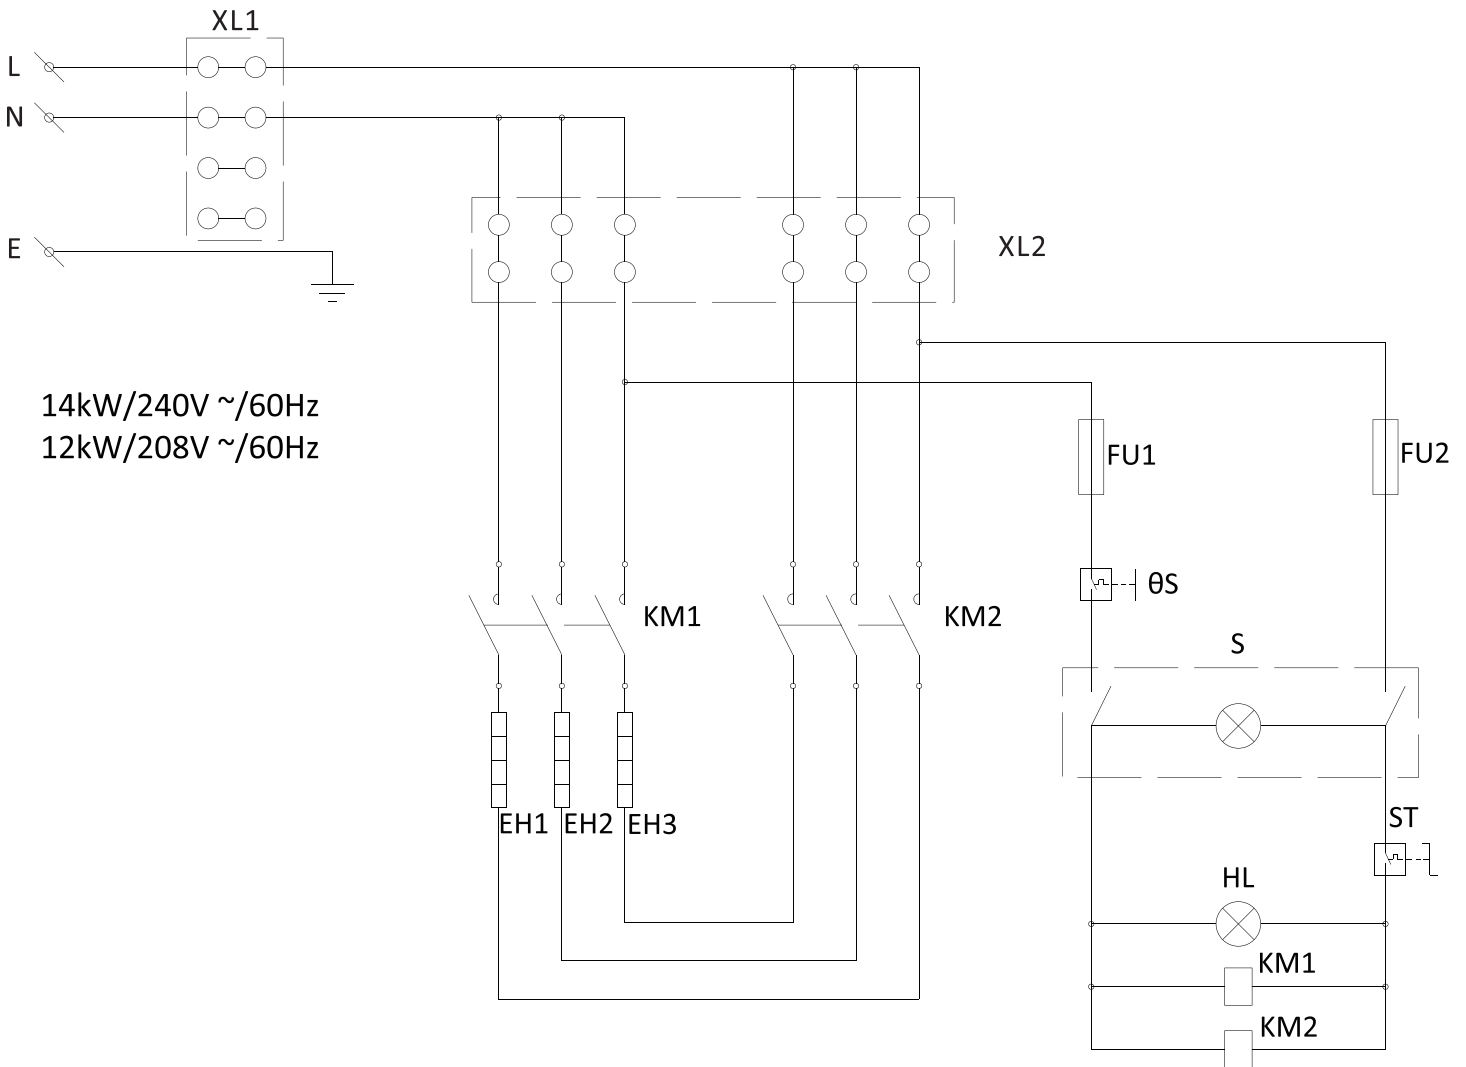 XL1
L
N
E
XL2
14kW/240V ~/60Hz
12kW/208V ~/60Hz
FU1
FU2
θS
KM1
KM2
S
EH1
EH2
EH3
ST
HL
KM1
KM2